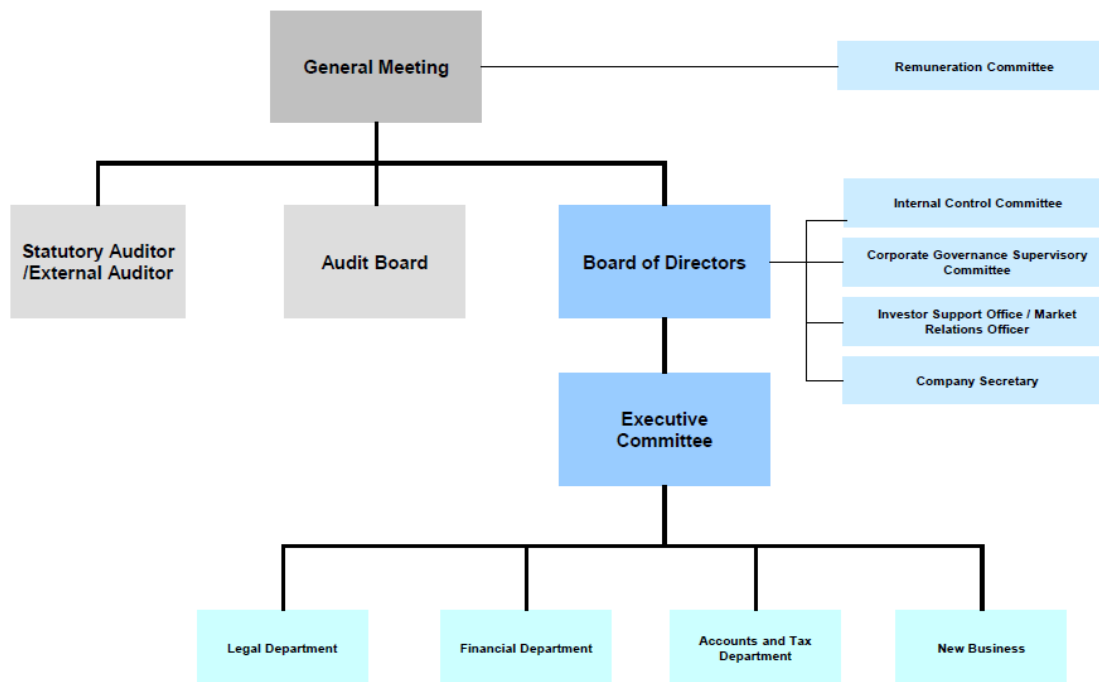 General Meeting
Remuneration Committee
Statutory Auditor
/External Auditor
Audit Board
Board of Directors
Internal Control Committee
Corporate Governance Supervisory
Committee
Investor Support Office / Market
Relations Officer
Company Secretary
Executive
Committee
Legal Department
Financial Department
Accounts and Tax
Department
New Business